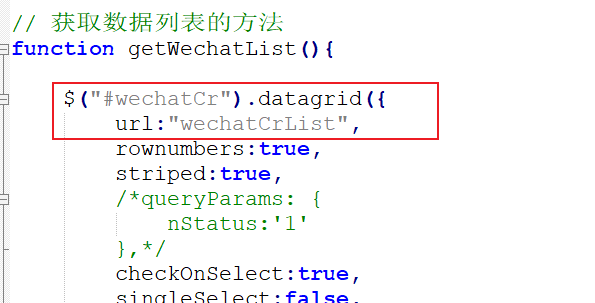 // 获取数据列表的方法
function getWechatList(){
$("#wechatCr").datagrid({
url:"wechatCrList",
rownumbers:true,
striped:true,
/*queryParams: {
nStatus:'1'
},*/
checkOnSelect:true,
singleSelect:false,